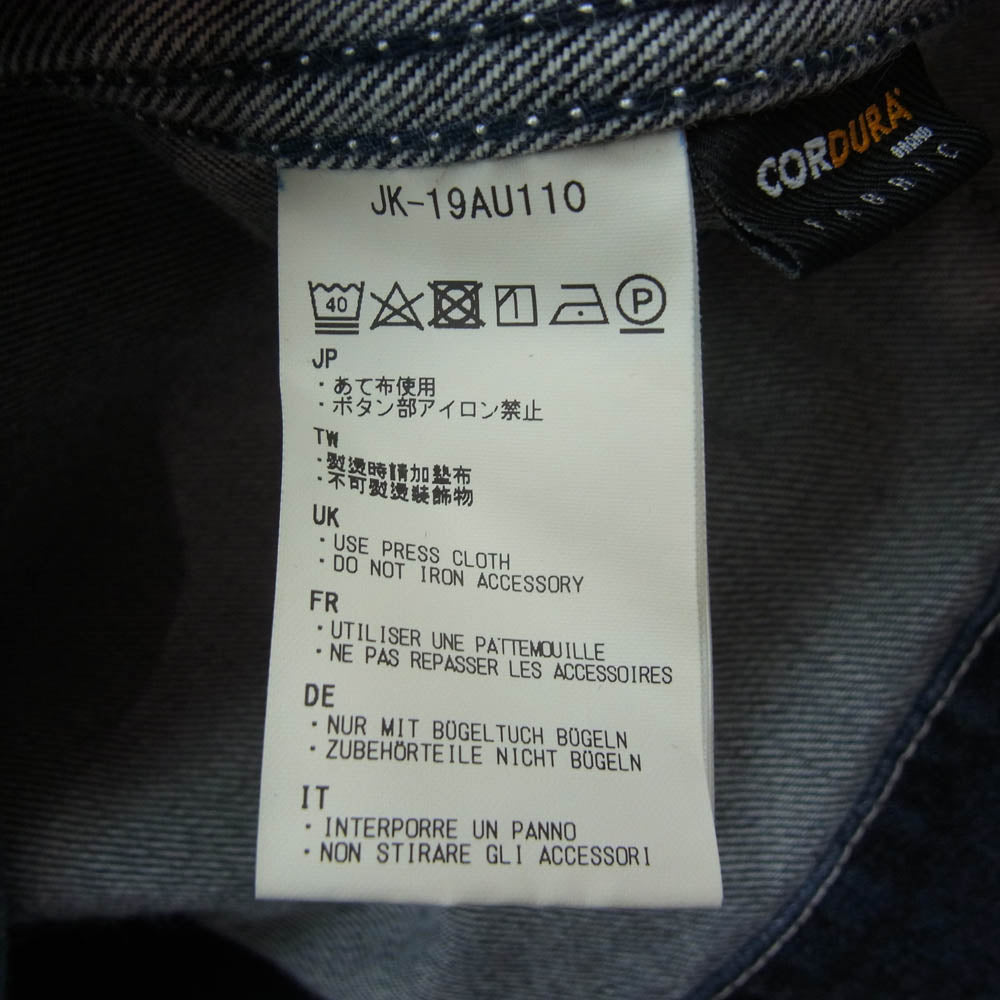 JK-19AU110
CORDURA
BRAND
FABRIC
40
P
JP
・あて布使用
・ボタン部アイロン禁止
TW
・熨燙時請加墊布
・不可熨燙裝飾物
UK
・USE PRESS CLOTH
・DO NOT IRON ACCESSORY
FR
・UTILISER UNE PATTEMOUILLE
・NE PAS REPASSER LES ACCESSOIRES
DE
・NUR MIT BÜGELTUCH BÜGELN
・ZUBEHÖRTEILE NICHT BÜGELN
IT
・INTERPORRE UN PANNO
・NON STIRARE GLI ACCESSORI